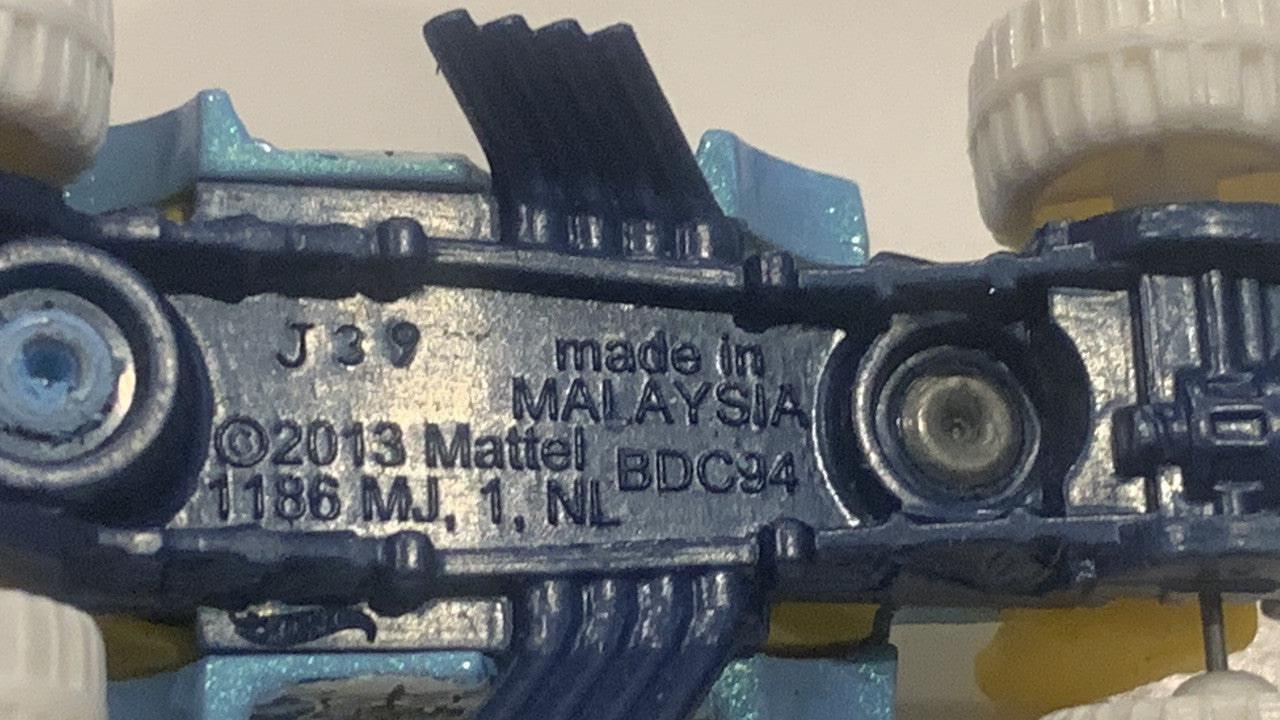 J39
made in
MALAYSIA
©2013 Mattel
BDC94
1186 MJ, 1, NL